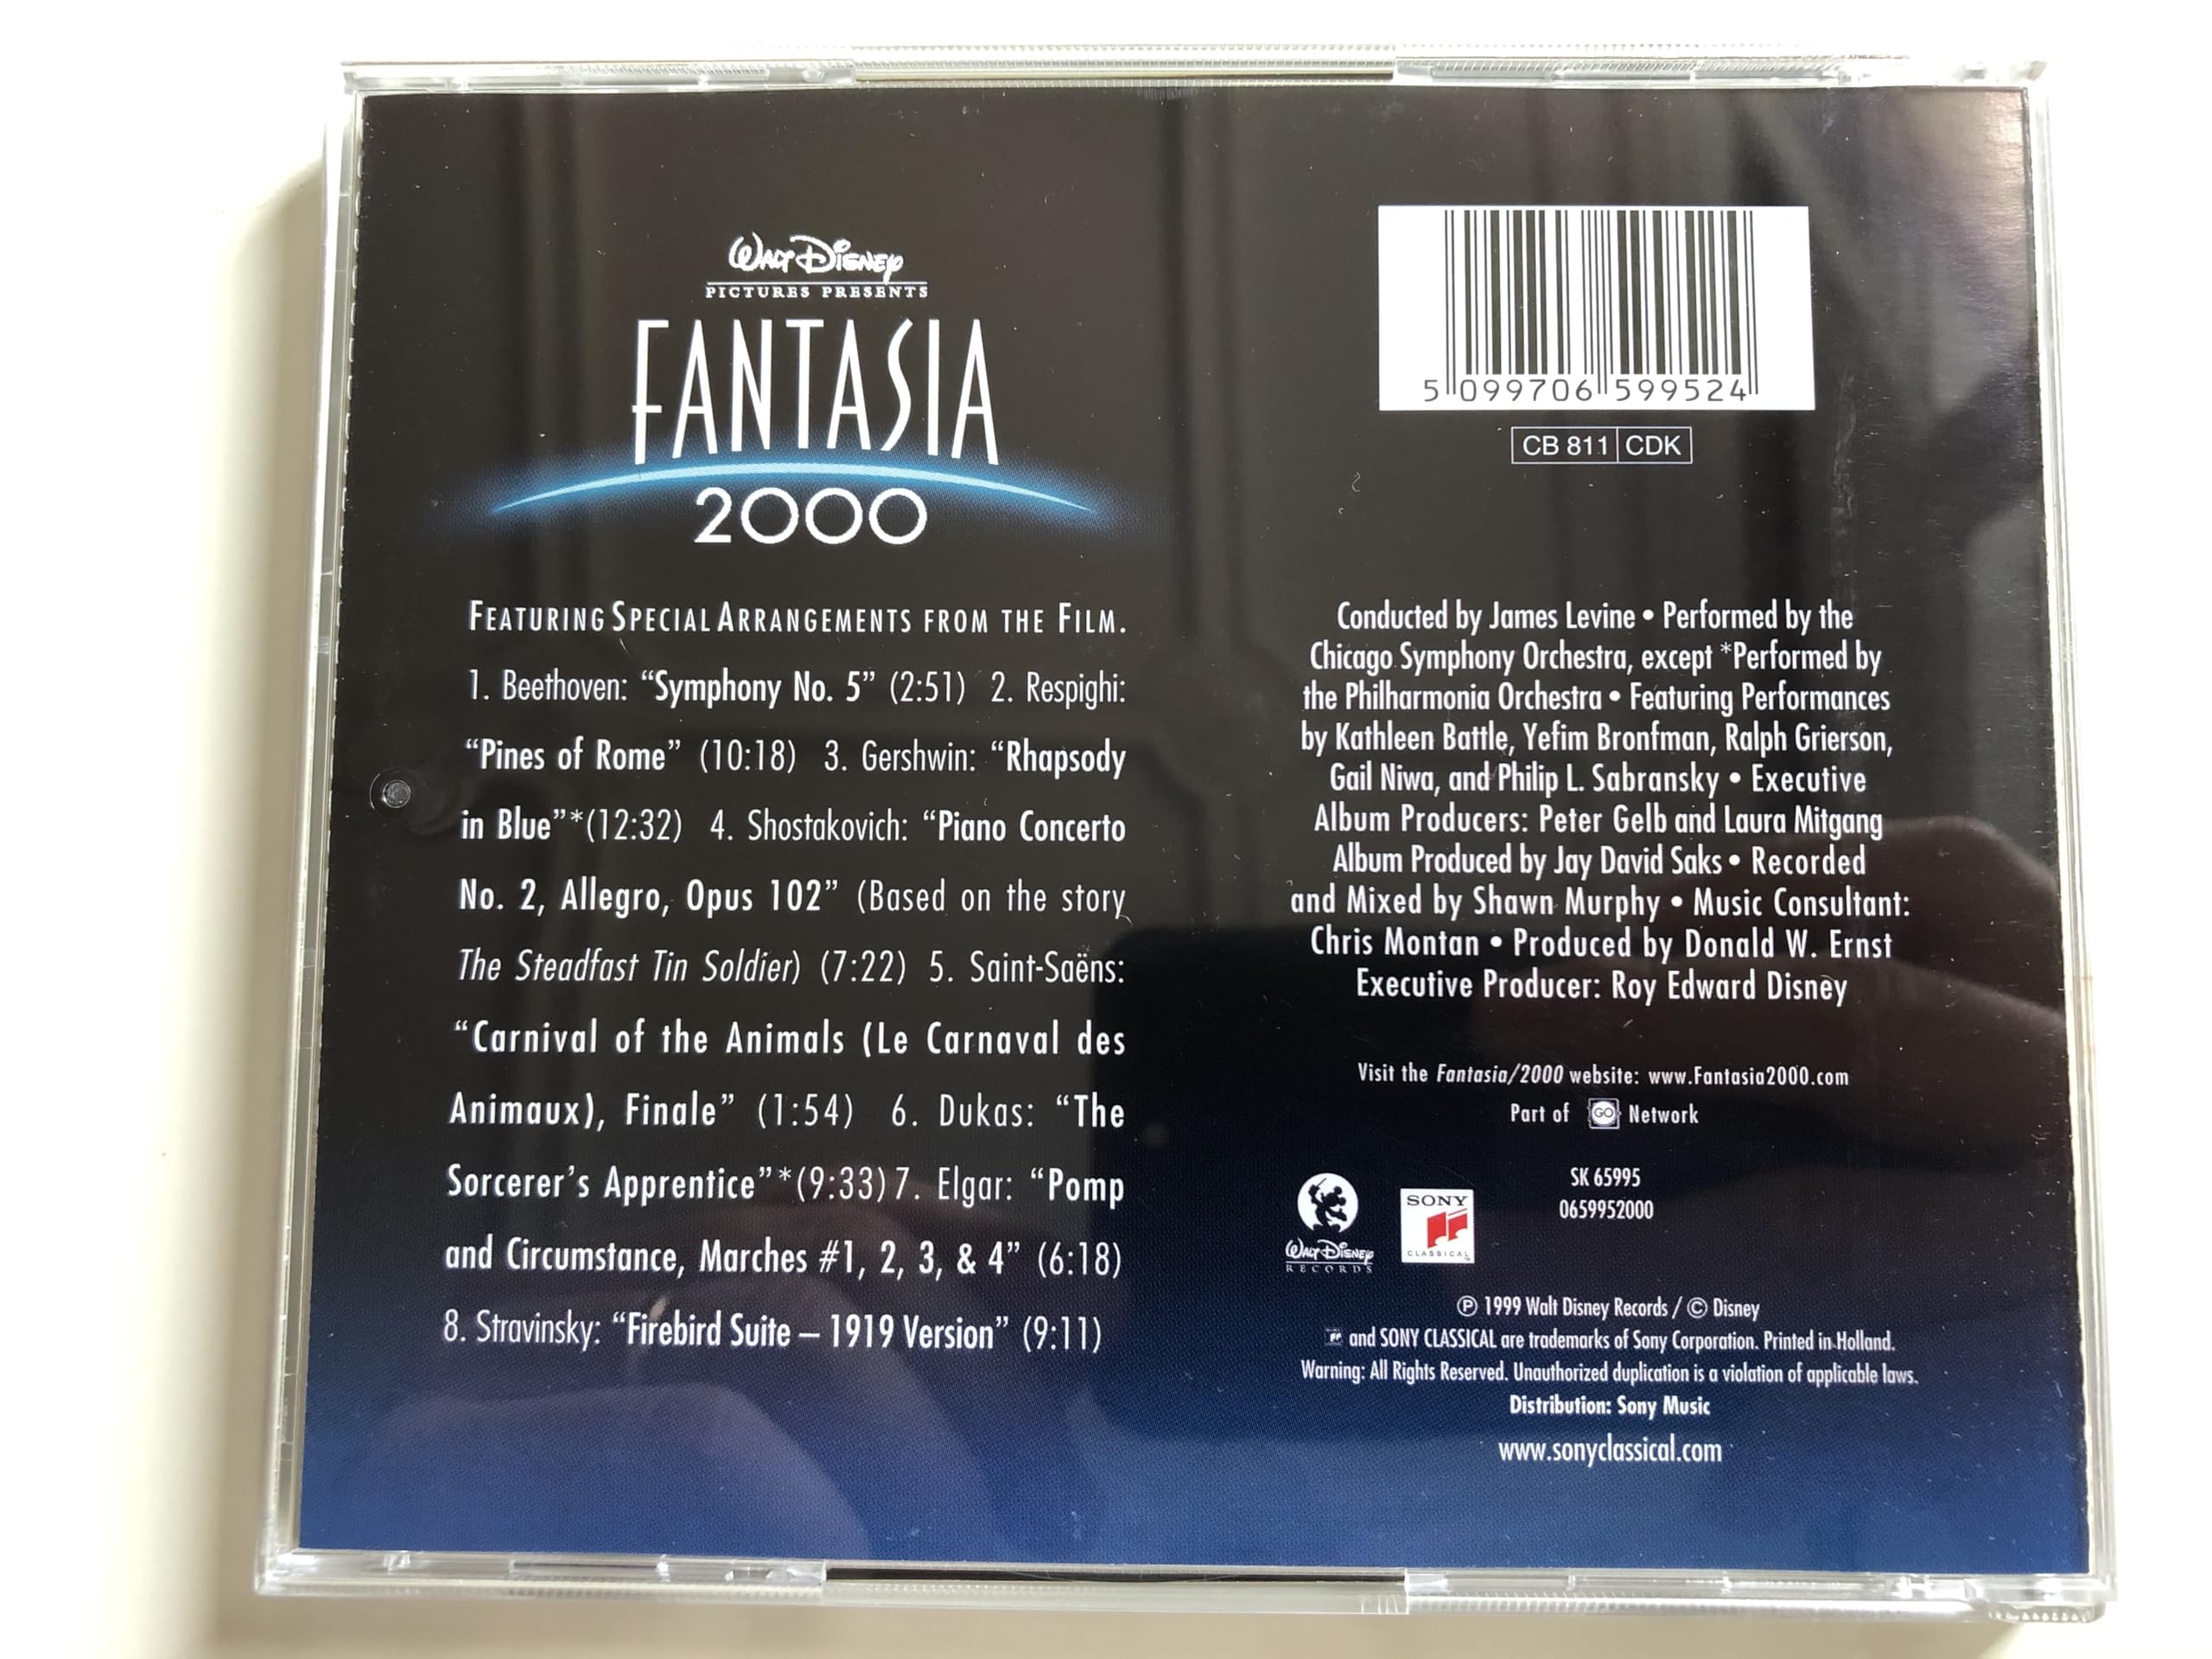 WALT DISNEY
PICTURES PRESENTS
FANTASIA
2000
FEATURING SPECIAL ARRANGEMENTS FROM THE FILM.
1. Beethoven: “Symphony No. 5” (2:51) 2. Respighi:
“Pines of Rome” (10:18) 3. Gershwin: “Rhapsody
in Blue”*(12:32) 4. Shostakovich: “Piano Concerto
No. 2, Allegro, Opus 102” (Based on the story
The Steadfast Tin Soldier) (7:22) 5. Saint-Saëns:
“Carnival of the Animals (Le Carnaval des
Animaux), Finale” (1:54) 6. Dukas: “The
Sorcerer’s Apprentice”*(9:33) 7. Elgar: “Pomp
and Circumstance, Marches #1, 2, 3, & 4” (6:18)
8. Stravinsky: “Firebird Suite – 1919 Version” (9:11)
5 099706 599524
CB 811 CDK
Conducted by James Levine • Performed by the
Chicago Symphony Orchestra, except *Performed by
the Philharmonia Orchestra • Featuring Performances
by Kathleen Battle, Yefim Bronfman, Ralph Grierson,
Gail Niwa, and Philip L. Sabransky • Executive
Album Producers: Peter Gelb and Laura Mitgang
Album Produced by Jay David Saks • Recorded
and Mixed by Shawn Murphy • Music Consultant:
Chris Montan • Produced by Donald W. Ernst
Executive Producer: Roy Edward Disney
Visit the Fantasia/2000 website: www.Fantasia2000.com
Part of GO Network
SK 65995
0659952000
WALT DISNEY
RECORDS
SONY
CLASSICAL
℗ 1999 Walt Disney Records / © Disney
and SONY CLASSICAL are trademarks of Sony Corporation. Printed in Holland.
Warning: All Rights Reserved. Unauthorized duplication is a violation of applicable laws.
Distribution: Sony Music
www.sonyclassical.com